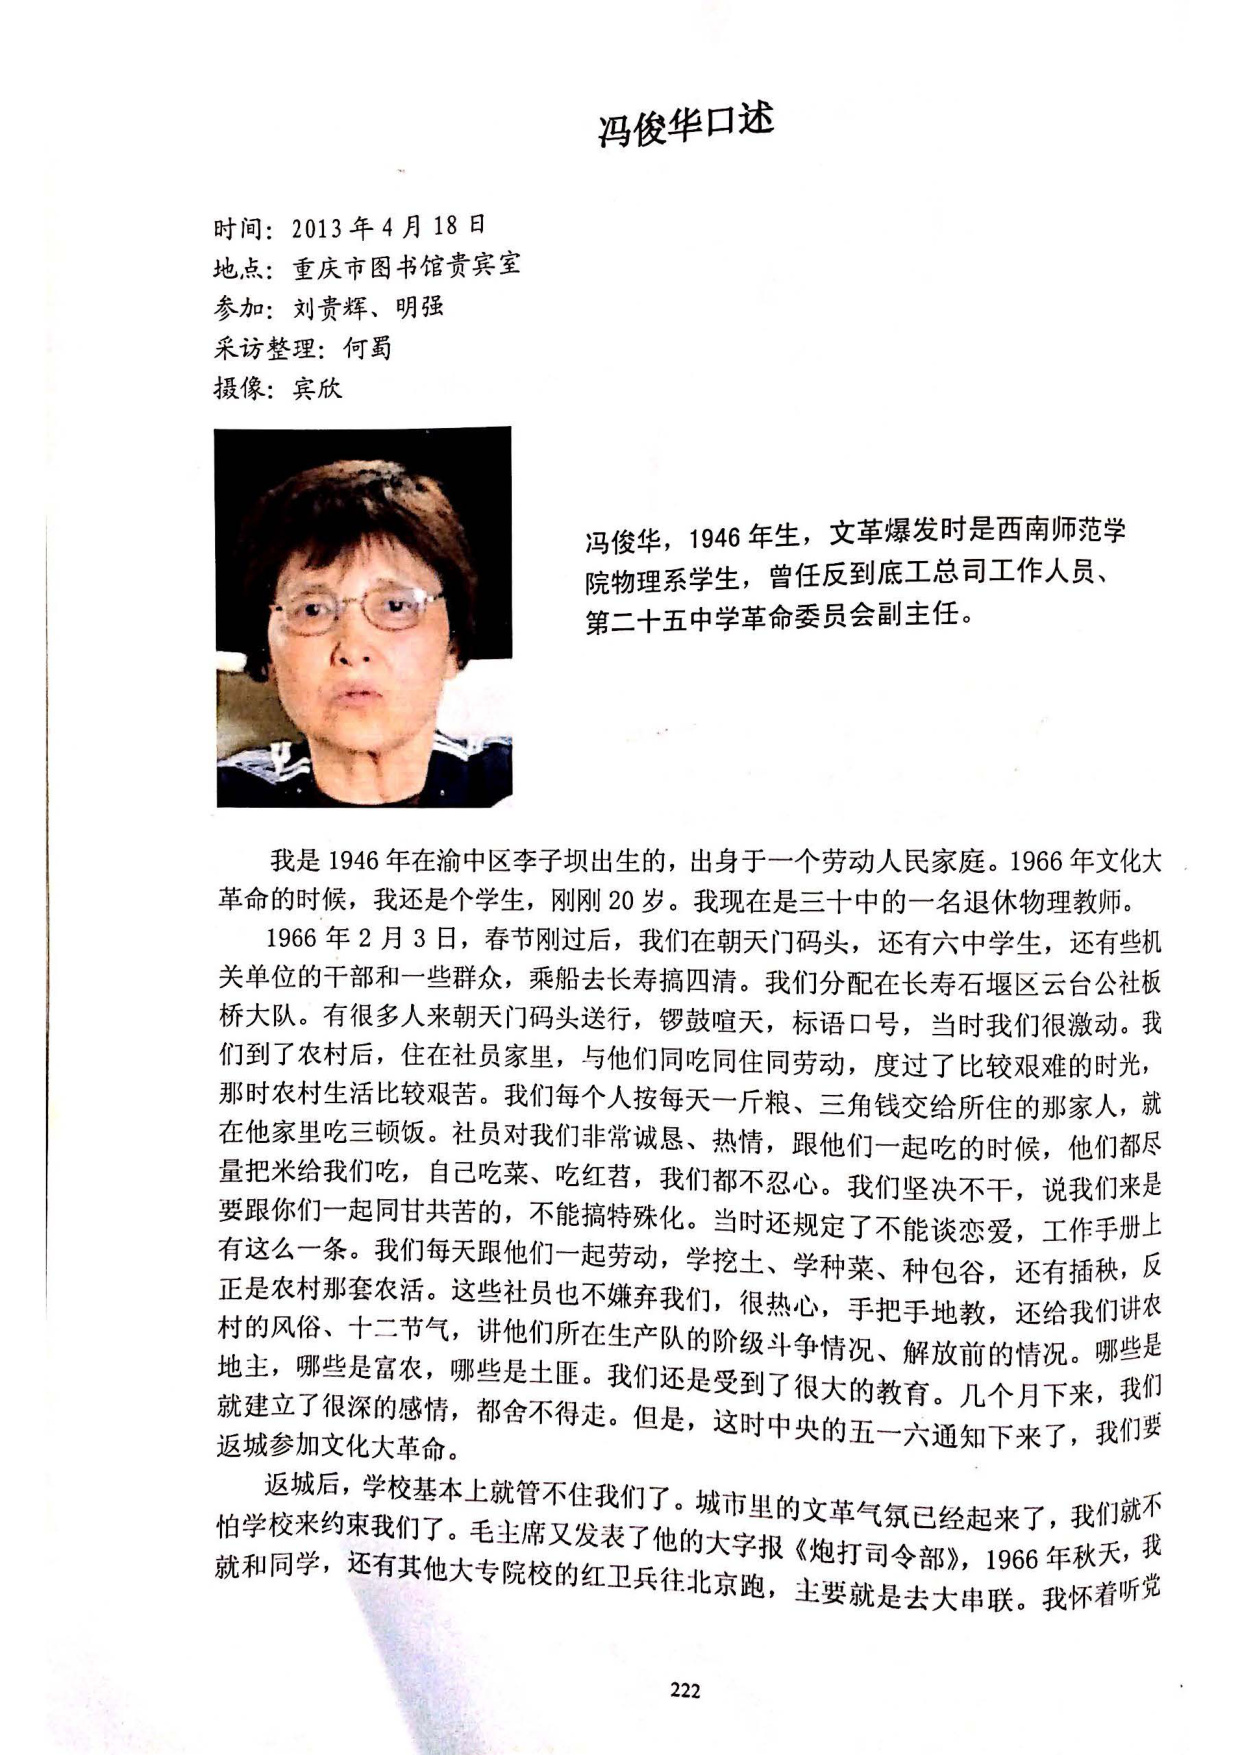 冯俊华口述
时间：2013年4月18日
地点：重庆市图书馆贵宾室
参加：刘贵辉、明强
采访整理：何蜀
摄像：宾欣
冯俊华，1946年生，文革爆发时是西南师范学
院物理系学生，曾任反到底工总司工作人员、
第二十五中学革命委员会副主任。
我是1946年在渝中区李子坝出生的，出身于一个劳动人民家庭。1966年文化大
革命的时候，我还是个学生，刚刚20岁。我现在是三十中的一名退休物理教师。
1966年2月3日，春节刚过后，我们在朝天门码头，还有六中学生，还有些机
关单位的干部和一些群众，乘船去长寿搞四清。我们分配在长寿石堰区云台公社板
桥大队。有很多人来朝天门码头送行，锣鼓喧天，标语口号，当时我们很激动。我
们到了农村后，住在社员家里，与他们同吃同住同劳动，度过了比较艰难的时光，
那时农村生活比较艰苦。我们每个人按每天一斤粮、三角钱交给所住的那家人，就
在他家里吃三顿饭。社员对我们非常诚恳、热情，跟他们一起吃的时候，他们都尽
量把米给我们吃，自己吃菜、吃红苕，我们都不忍心。我们坚决不干，说我们来是
要跟你们一起同甘共苦的，不能搞特殊化。当时还规定了不能谈恋爱，工作手册上
有这么一条。我们每天跟他们一起劳动，学挖土、学种菜、种包谷，还有插秧，反
正是农村那套农活。这些社员也不嫌弃我们，很热心，手把手地教，还给我们讲农
村的风俗、十二节气，讲他们所在生产队的阶级斗争情况、解放前的情况。哪些是
地主，哪些是富农，哪些是土匪。我们还是受到了很大的教育。几个月下来，我们
就建立了很深的感情，都舍不得走。但是，这时中央的五一六通知下来了，我们要
返城参加文化大革命。
返城后，学校基本上就管不住我们了。城市里的文革气氛已经起来了，我们就不
怕学校来约束我们了。毛主席又发表了他的大字报《炮打司令部》，1966年秋天，我
就和同学，还有其他大专院校的红卫兵往北京跑，主要就是去大串联。我怀着听党
222